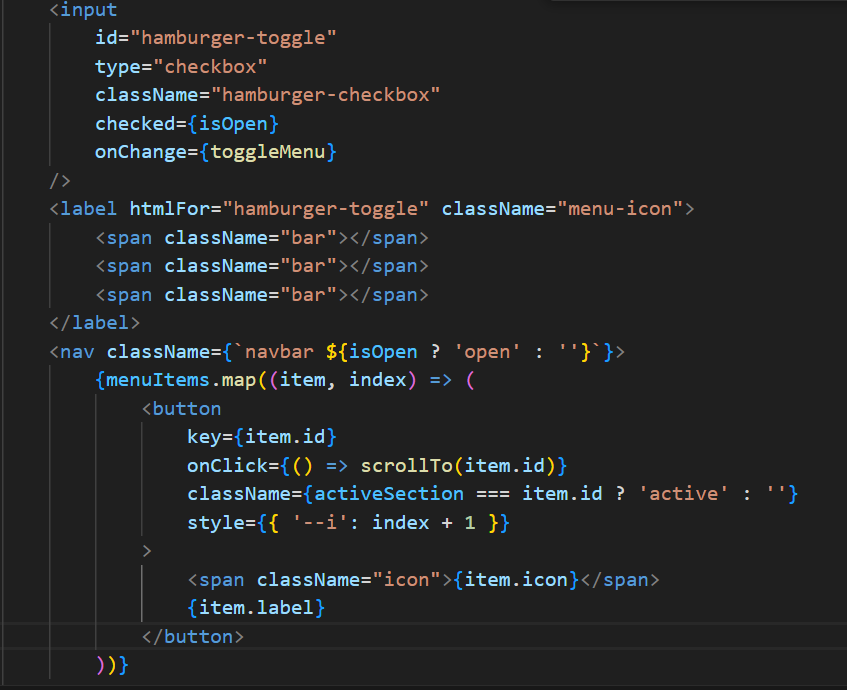 <input
id="hamburger-toggle"
type="checkbox"
className="hamburger-checkbox"
checked={isOpen}
onChange={toggleMenu}
/>
<label htmlFor="hamburger-toggle" className="menu-icon">
<span className="bar"></span>
<span className="bar"></span>
<span className="bar"></span>
</label>
<nav className={`navbar ${isOpen ? 'open' : ''}`}>
{menuItems.map((item, index) => (
<button
key={item.id}
onClick={() => scrollTo(item.id)}
className={activeSection === item.id ? 'active' : ''}
style={{ '--i': index + 1 }}
>
<span className="icon">{item.icon}</span>
{item.label}
</button>
))}